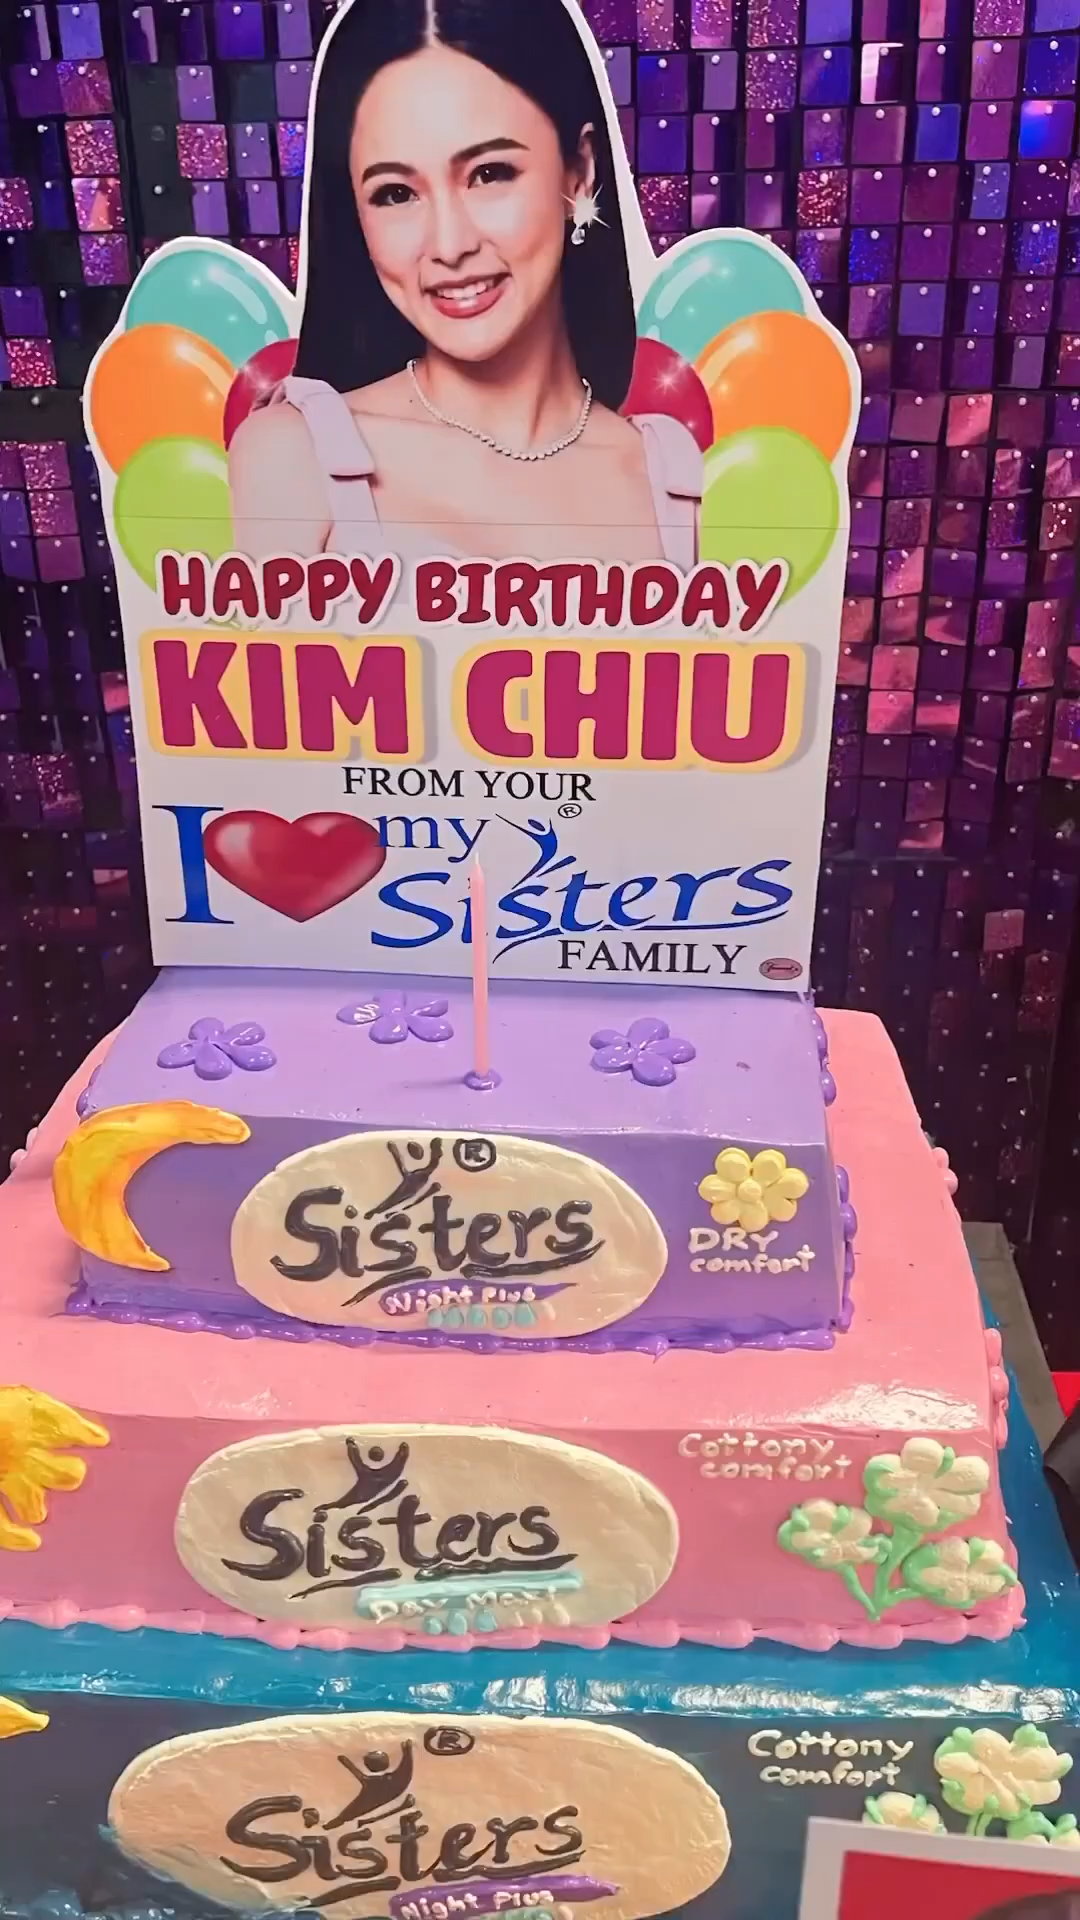 HAPPY BIRTHDAY
KIM CHIU
FROM YOUR
I my Sisters®
FAMILY
Sisters®
Night Plus
DRY
comfort
Sisters
Day Maxi
Cottony
comfort
Sisters®
Night Plus
Cottony
comfort